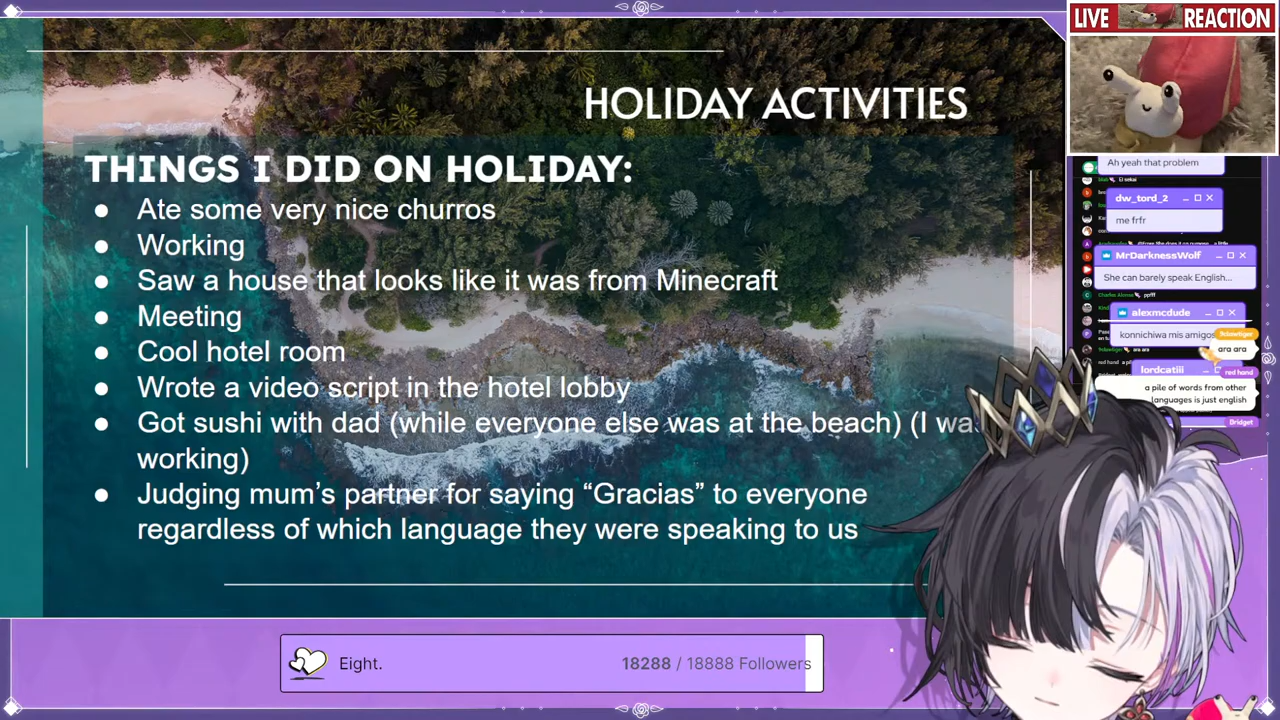 LIVE REACTION
HOLIDAY ACTIVITIES
THINGS I DID ON HOLIDAY:
● Ate some very nice churros
● Working
● Saw a house that looks like it was from Minecraft
● Meeting
● Cool hotel room
● Wrote a video script in the hotel lobby
● Got sushi with dad (while everyone else was at the beach) (I was
working)
● Judging mum's partner for saying “Gracias” to everyone
regardless of which language they were speaking to us
Ah yeah that problem
dw_tord_2
me frfr
MrDarknessWolf
She can barely speak English...
alexmcdude
konnichiwa mis amigos
ara ara
lordcatiii
red hand
a pile of words from other
languages is just english
Bridget
Eight.
18288 / 18888 Followers